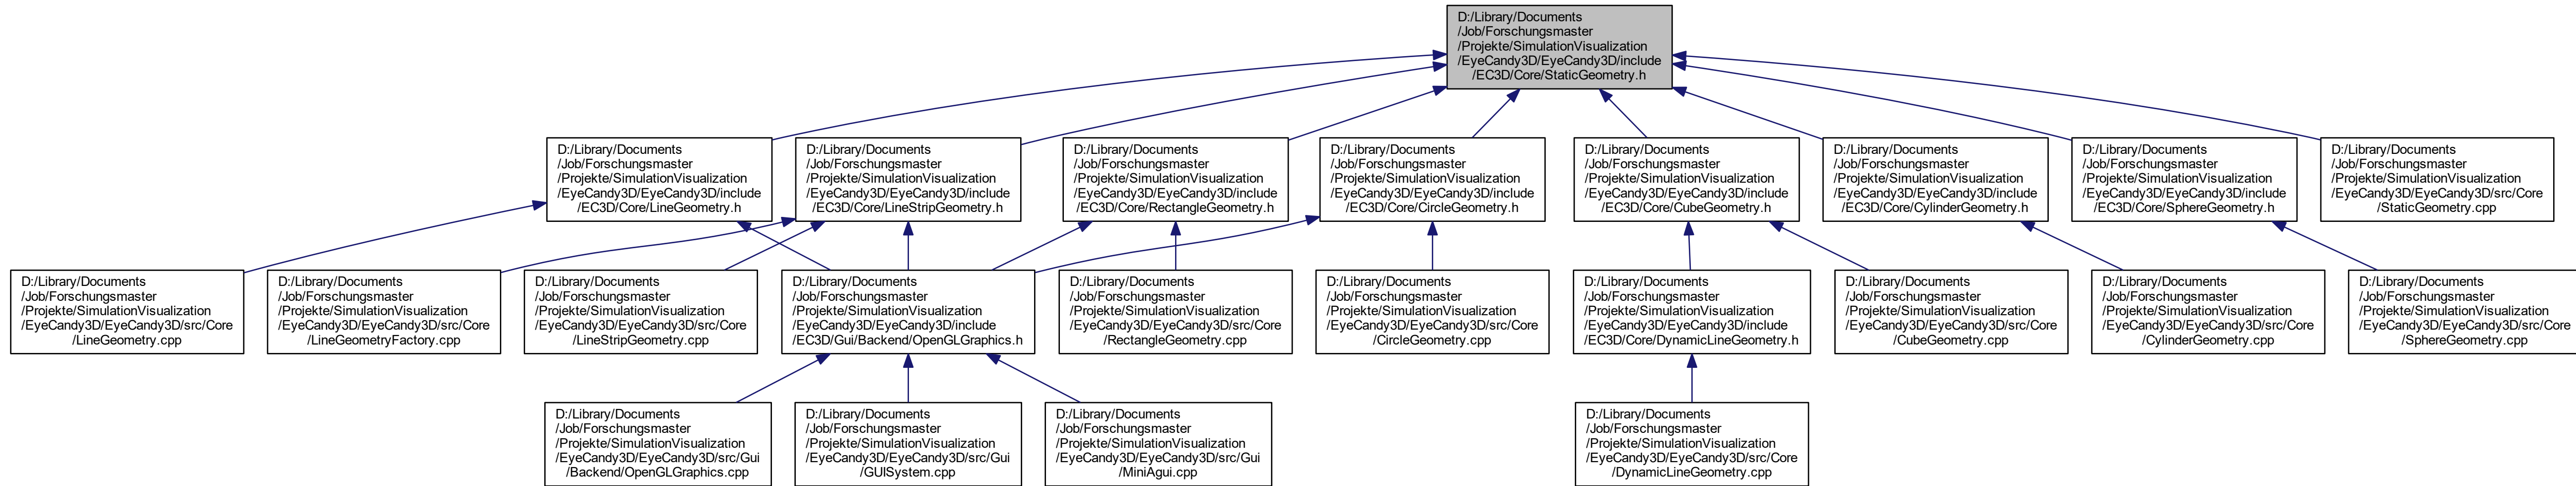 D:/Library/Documents
/Job/Forschungsmaster
/Projekte/SimulationVisualization
/EyeCandy3D/EyeCandy3D/include
/EC3D/Core/StaticGeometry.h
D:/Library/Documents
/Job/Forschungsmaster
/Projekte/SimulationVisualization
/EyeCandy3D/EyeCandy3D/include
/EC3D/Core/LineGeometry.h
D:/Library/Documents
/Job/Forschungsmaster
/Projekte/SimulationVisualization
/EyeCandy3D/EyeCandy3D/include
/EC3D/Core/LineStripGeometry.h
D:/Library/Documents
/Job/Forschungsmaster
/Projekte/SimulationVisualization
/EyeCandy3D/EyeCandy3D/include
/EC3D/Core/RectangleGeometry.h
D:/Library/Documents
/Job/Forschungsmaster
/Projekte/SimulationVisualization
/EyeCandy3D/EyeCandy3D/include
/EC3D/Core/CircleGeometry.h
D:/Library/Documents
/Job/Forschungsmaster
/Projekte/SimulationVisualization
/EyeCandy3D/EyeCandy3D/include
/EC3D/Core/CubeGeometry.h
D:/Library/Documents
/Job/Forschungsmaster
/Projekte/SimulationVisualization
/EyeCandy3D/EyeCandy3D/include
/EC3D/Core/CylinderGeometry.h
D:/Library/Documents
/Job/Forschungsmaster
/Projekte/SimulationVisualization
/EyeCandy3D/EyeCandy3D/include
/EC3D/Core/SphereGeometry.h
D:/Library/Documents
/Job/Forschungsmaster
/Projekte/SimulationVisualization
/EyeCandy3D/EyeCandy3D/src/Core
/StaticGeometry.cpp
D:/Library/Documents
/Job/Forschungsmaster
/Projekte/SimulationVisualization
/EyeCandy3D/EyeCandy3D/src/Core
/LineGeometry.cpp
D:/Library/Documents
/Job/Forschungsmaster
/Projekte/SimulationVisualization
/EyeCandy3D/EyeCandy3D/src/Core
/LineGeometryFactory.cpp
D:/Library/Documents
/Job/Forschungsmaster
/Projekte/SimulationVisualization
/EyeCandy3D/EyeCandy3D/src/Core
/LineStripGeometry.cpp
D:/Library/Documents
/Job/Forschungsmaster
/Projekte/SimulationVisualization
/EyeCandy3D/EyeCandy3D/include
/EC3D/Gui/Backend/OpenGLGraphics.h
D:/Library/Documents
/Job/Forschungsmaster
/Projekte/SimulationVisualization
/EyeCandy3D/EyeCandy3D/src/Core
/RectangleGeometry.cpp
D:/Library/Documents
/Job/Forschungsmaster
/Projekte/SimulationVisualization
/EyeCandy3D/EyeCandy3D/src/Core
/CircleGeometry.cpp
D:/Library/Documents
/Job/Forschungsmaster
/Projekte/SimulationVisualization
/EyeCandy3D/EyeCandy3D/include
/EC3D/Core/DynamicLineGeometry.h
D:/Library/Documents
/Job/Forschungsmaster
/Projekte/SimulationVisualization
/EyeCandy3D/EyeCandy3D/src/Core
/CubeGeometry.cpp
D:/Library/Documents
/Job/Forschungsmaster
/Projekte/SimulationVisualization
/EyeCandy3D/EyeCandy3D/src/Core
/CylinderGeometry.cpp
D:/Library/Documents
/Job/Forschungsmaster
/Projekte/SimulationVisualization
/EyeCandy3D/EyeCandy3D/src/Core
/SphereGeometry.cpp
D:/Library/Documents
/Job/Forschungsmaster
/Projekte/SimulationVisualization
/EyeCandy3D/EyeCandy3D/src/Gui
/Backend/OpenGLGraphics.cpp
D:/Library/Documents
/Job/Forschungsmaster
/Projekte/SimulationVisualization
/EyeCandy3D/EyeCandy3D/src/Gui
/GUISystem.cpp
D:/Library/Documents
/Job/Forschungsmaster
/Projekte/SimulationVisualization
/EyeCandy3D/EyeCandy3D/src/Gui
/MiniAgui.cpp
D:/Library/Documents
/Job/Forschungsmaster
/Projekte/SimulationVisualization
/EyeCandy3D/EyeCandy3D/src/Core
/DynamicLineGeometry.cpp